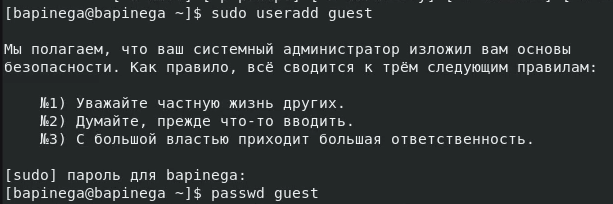 [bapinega@bapinega ~]$ sudo useradd guest
Мы полагаем, что ваш системный администратор изложил вам основы
безопасности. Как правило, всё сводится к трём следующим правилам:
№1) Уважайте частную жизнь других.
№2) Думайте, прежде что-то вводить.
№3) С большой властью приходит большая ответственность.
[sudo] пароль для bapinega:
[bapinega@bapinega ~]$ passwd guest